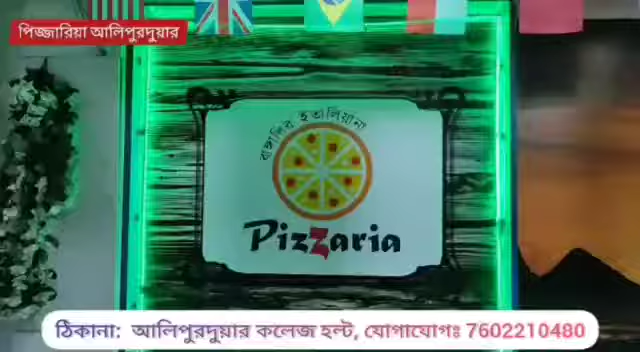 পিজ্জারিয়া আলিপুরদুয়ার
বাঙ্গালির ইতালিয়ানা
Pizzaria
ঠিকানা: আলিপুরদুয়ার কলেজ হল্ট, যোগাযোগঃ 7602210480